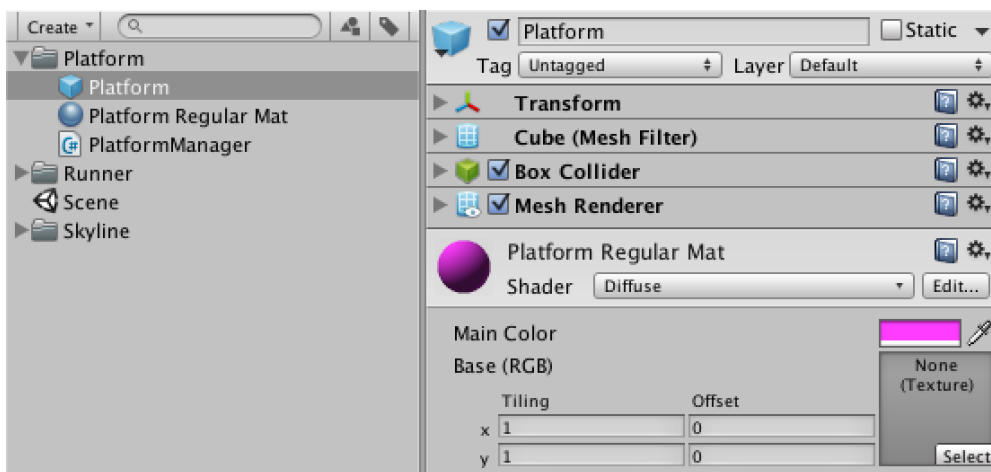 Create
Platform
Platform
Platform Regular Mat
PlatformManager
Runner
Scene
Skyline
Platform Static
Tag Untagged Layer Default
Transform
Cube (Mesh Filter)
Box Collider
Mesh Renderer
Platform Regular Mat
Shader Diffuse Edit...
Main Color
Base (RGB) None
(Texture)
Tiling Offset
x 1 0
y 1 0 Select